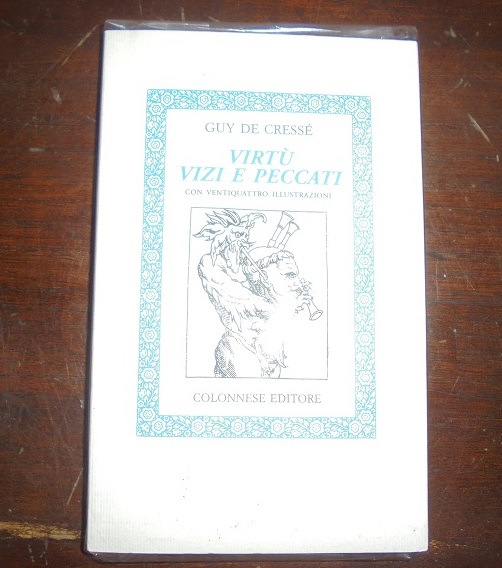 GUY DE CRESSÉ
VIRTÙ
VIZI E PECCATI
CON VENTIQUATTRO ILLUSTRAZIONI
COLONNESE EDITORE